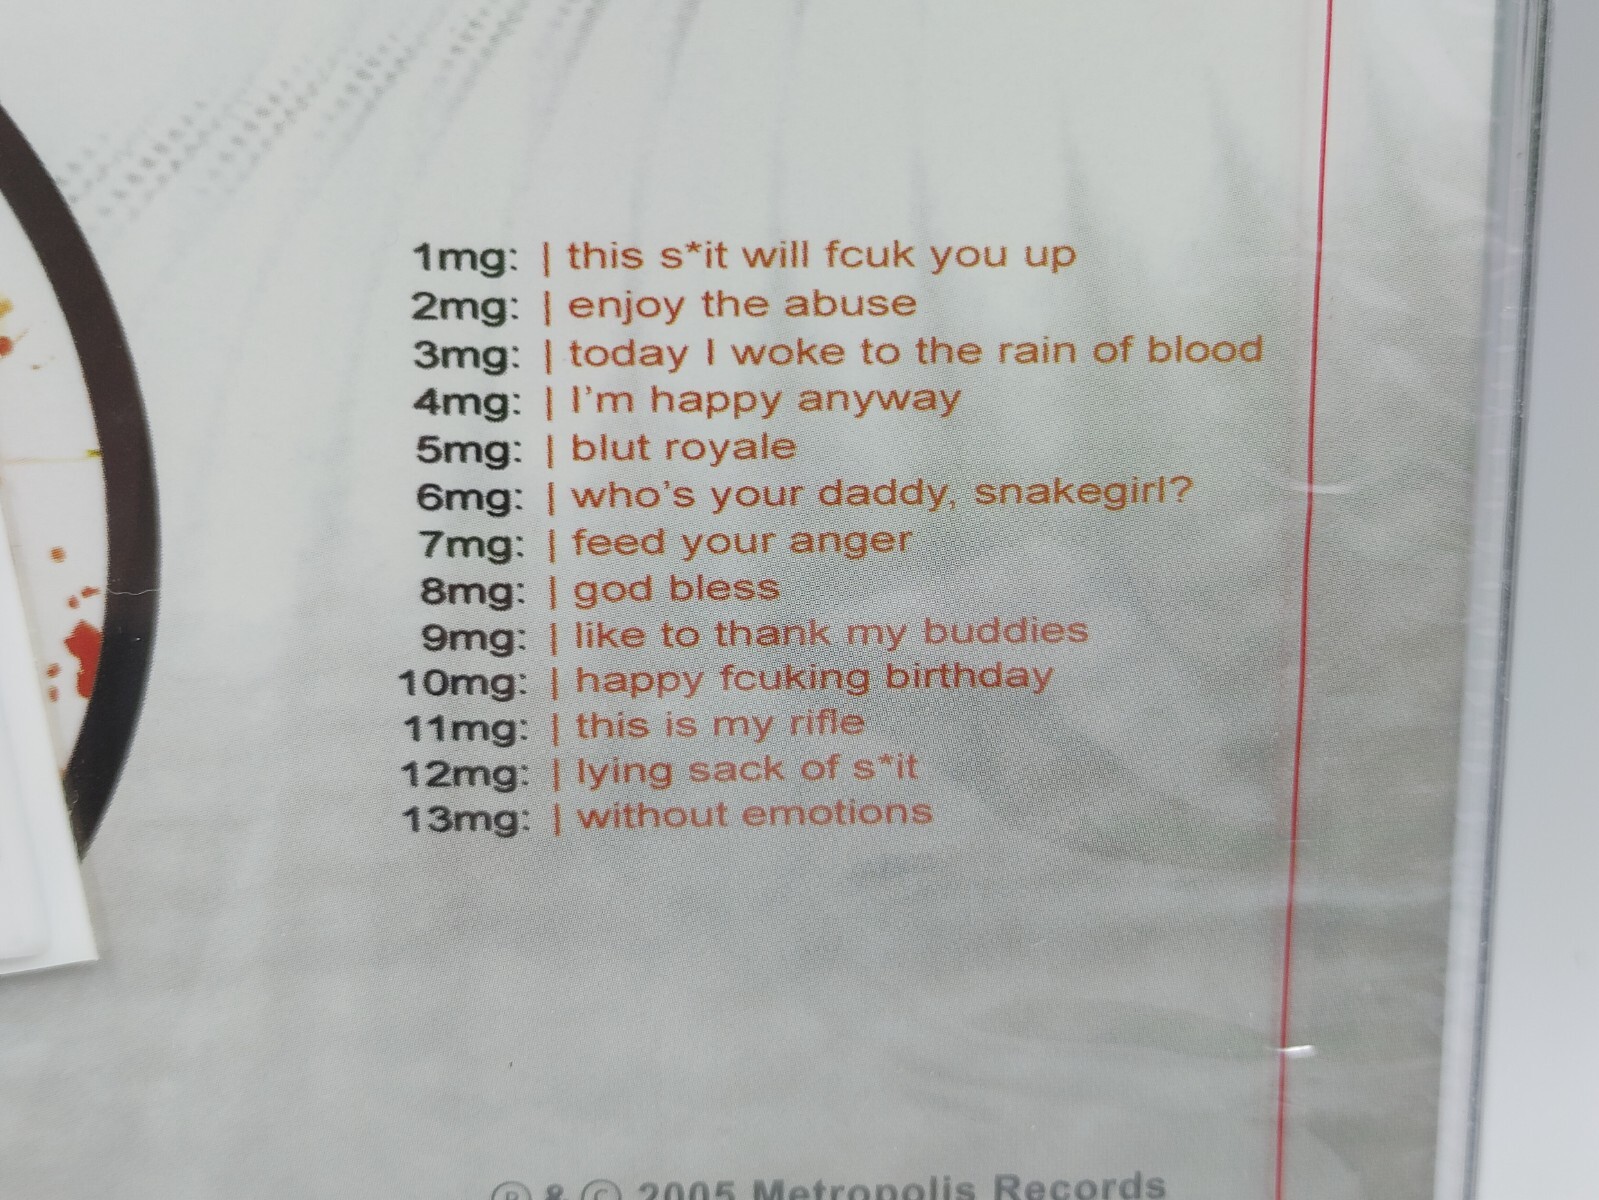 1mg: | this s*it will fcuk you up
2mg: | enjoy the abuse
3mg: | today I woke to the rain of blood
4mg: | I'm happy anyway
5mg: | blut royale
6mg: | who's your daddy, snakegirl?
7mg: | feed your anger
8mg: | god bless
9mg: | like to thank my buddies
10mg: | happy fcuking birthday
11mg: | this is my rifle
12mg: | lying sack of s*it
13mg: | without emotions
Ⓟ & Ⓒ 2005 Metropolis Records